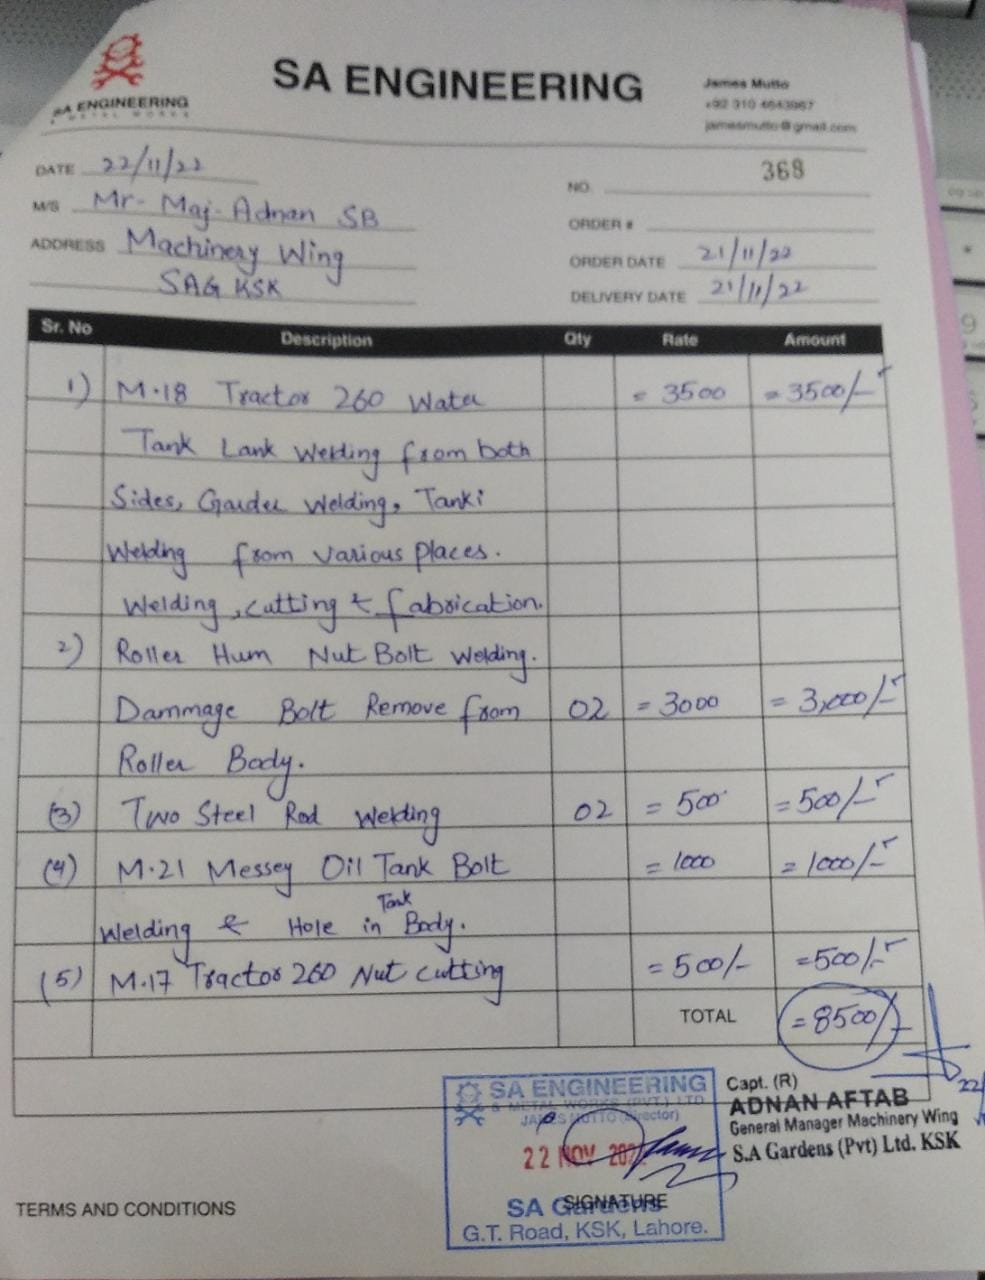 SA ENGINEERING
SA ENGINEERING
& METAL WORKS
James Mutto
+92 310 4643967
jamesmutto@gmail.com
DATE 22/11/22
NO. 368
M/S Mr- Maj- Adnan SB
ORDER #
ADDRESS Machinery Wing
SAG KSK
ORDER DATE 21/11/22
DELIVERY DATE 21/11/22
Sr. No Description Qty Rate Amount
1) M.18 Tractor 260 Water = 3500 = 3500/-
Tank Lank Welding from both
Sides, Garder Welding, Tanki
Welding from various places.
Welding, cutting & fabrication.
2) Roller Hum Nut Bolt Welding.
Dammage Bolt Remove from 02 = 3000 = 3,000/-
Roller Body.
(3) Two Steel Rod Welding 02 = 500 = 500/-
(4) M.21 Messey Oil Tank Bolt = 1000 = 1000/-
Welding & Hole in Tank Body.
(5) M.17 Tractor 260 Nut cutting = 500/- = 500/-
TOTAL = 8500/-
SA ENGINEERING
& METAL WORKS (PVT.) LTD
JAMES MUTTO (Director)
22 NOV 202
SA Gardens
G.T. Road, KSK, Lahore.
SIGNATURE
Capt. (R)
ADNAN AFTAB
General Manager Machinery Wing
S.A Gardens (Pvt) Ltd. KSK
22/
TERMS AND CONDITIONS